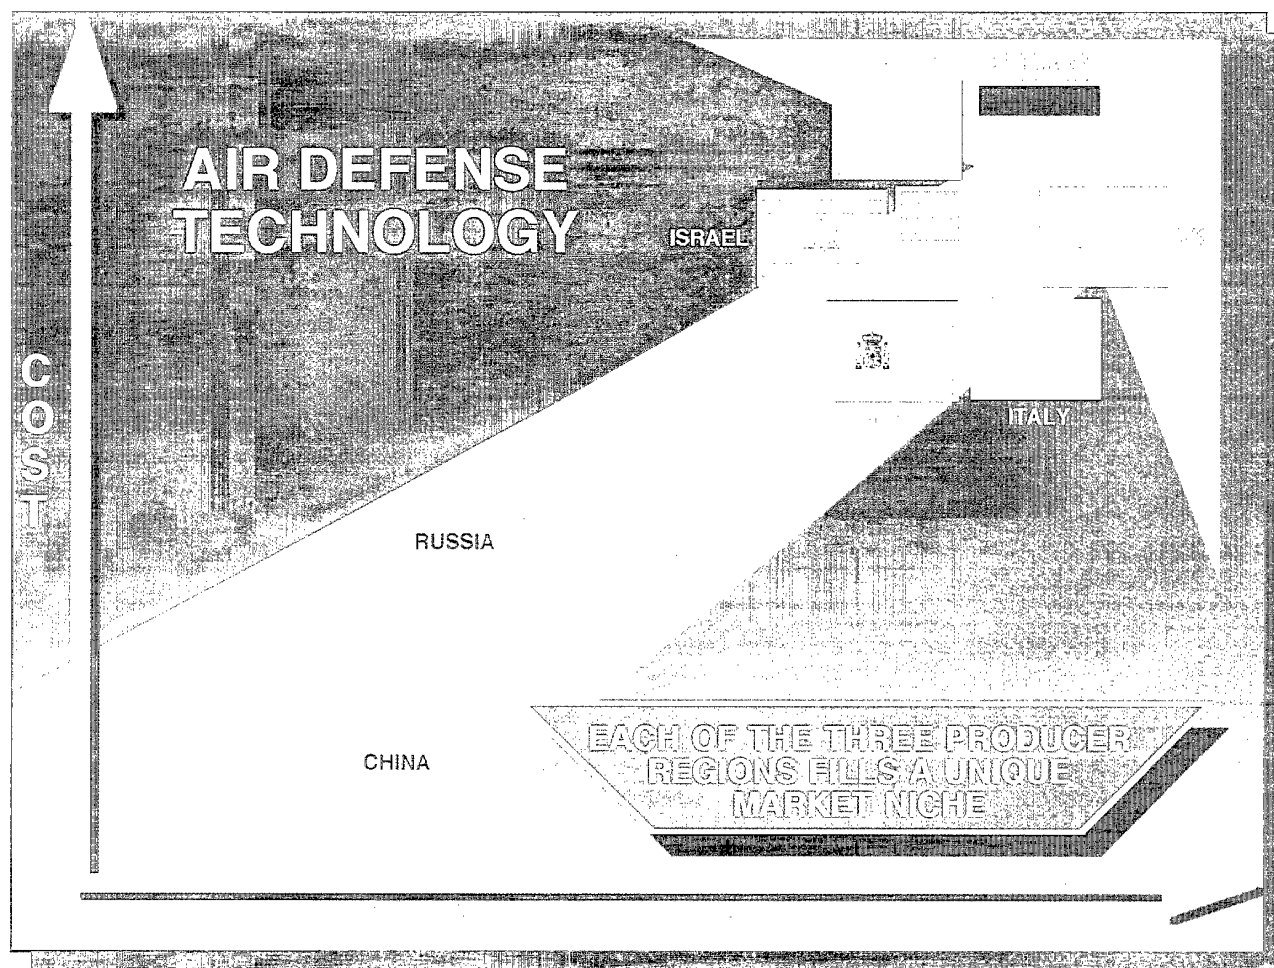 AIR DEFENSE
TECHNOLOGY
ISRAEL
C
O
S
T
ITALY
RUSSIA
CHINA
EACH OF THE THREE PRODUCER
REGIONS FILLS A UNIQUE
MARKET NICHE